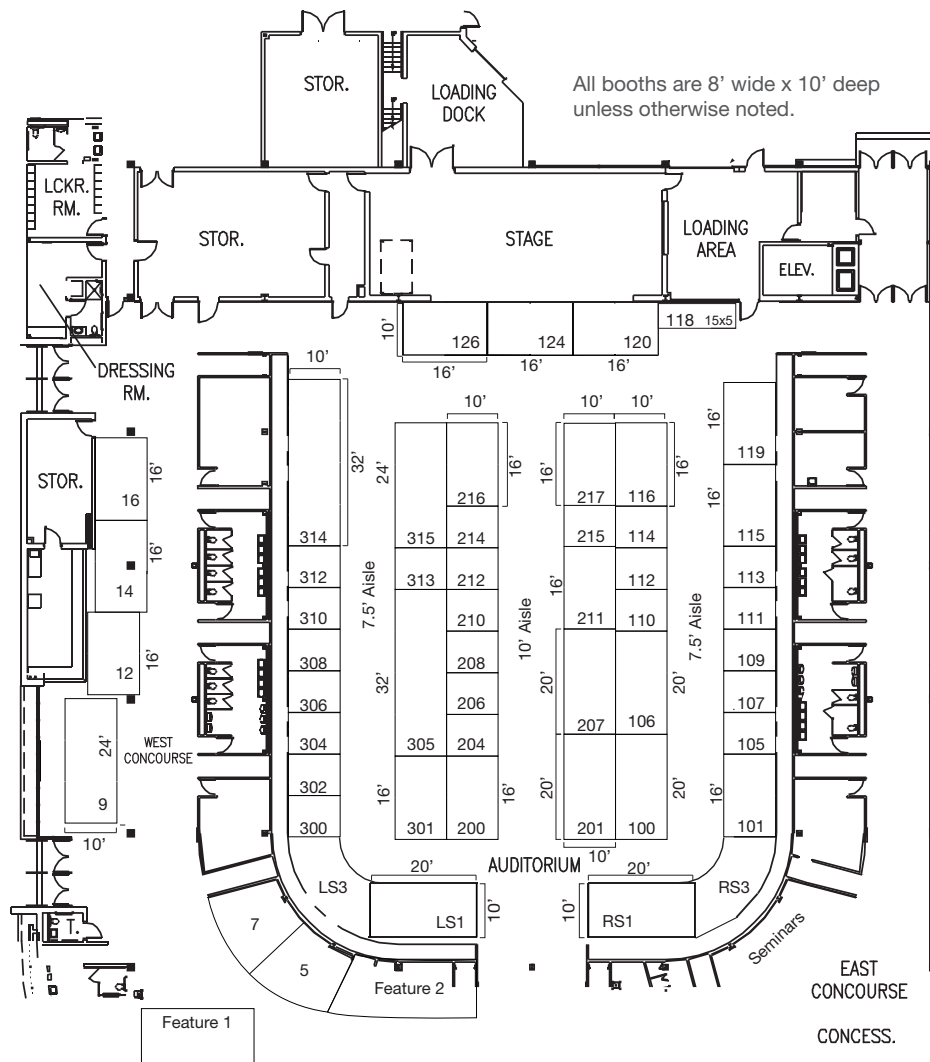 All booths are 8’ wide x 10’ deep
unless otherwise noted.
STOR.
LOADING
DOCK
LCKR.
RM.
STOR.
STAGE
LOADING
AREA
ELEV.
DRESSING
RM.
10’
126
124
120
118 15x5
16’
16’
16’
10’
32’
314
312
310
308
306
304
302
300
7.5’ Aisle
STOR.
16’
16
16’
14
16’
12
24’
9
10’
WEST
CONCOURSE
10’
24’
16’
216
315
214
313
212
210
208
206
32’
305
204
16’
16’
301
200
10’ Aisle
10’
10’
16’
16’
217
116
215
114
16’
112
211
110
20’
20’
207
106
20’
20’
201
100
10’
7.5’ Aisle
16’
119
16’
115
113
111
109
107
105
16’
101
AUDITORIUM
20’
10’
LS1
LS3
20’
10’
RS1
RS3
Seminars
T.
7
5
Feature 2
Feature 1
EAST
CONCOURSE
CONCESS.